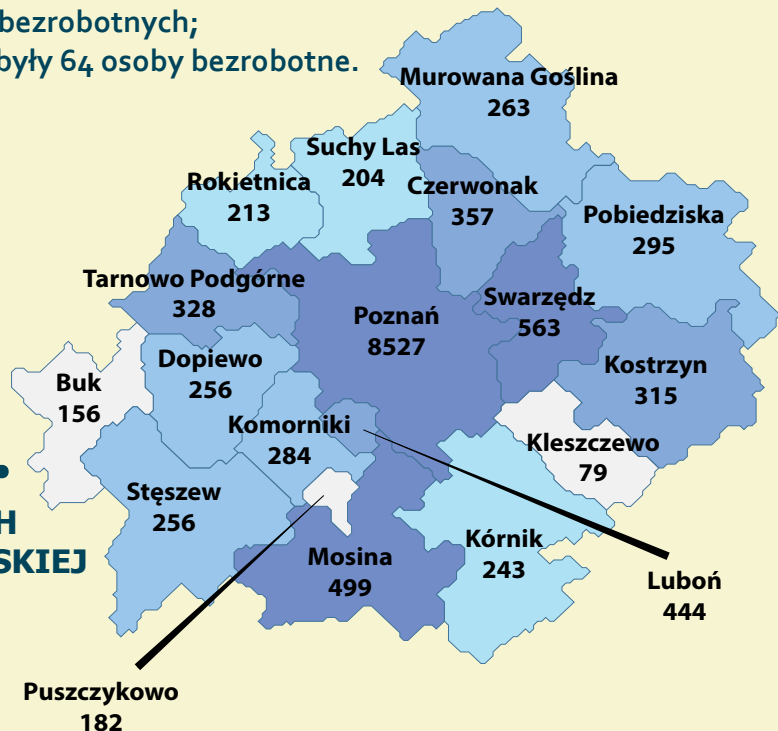 bezrobotnych;
były 64 osoby bezrobotne.
Murowana Goślina
263
Suchy Las
204
Rokietnica
213
Czerwonak
357
Pobiedziska
295
Tarnowo Podgórne
328
Poznań
8527
Swarzędz
563
Dopiewo
256
Buk
156
Kostrzyn
315
Komorniki
284
Kleszczewo
79
Stęszew
256
H
SKIEJ
Mosina
499
Kórnik
243
Luboń
444
Puszczykowo
182